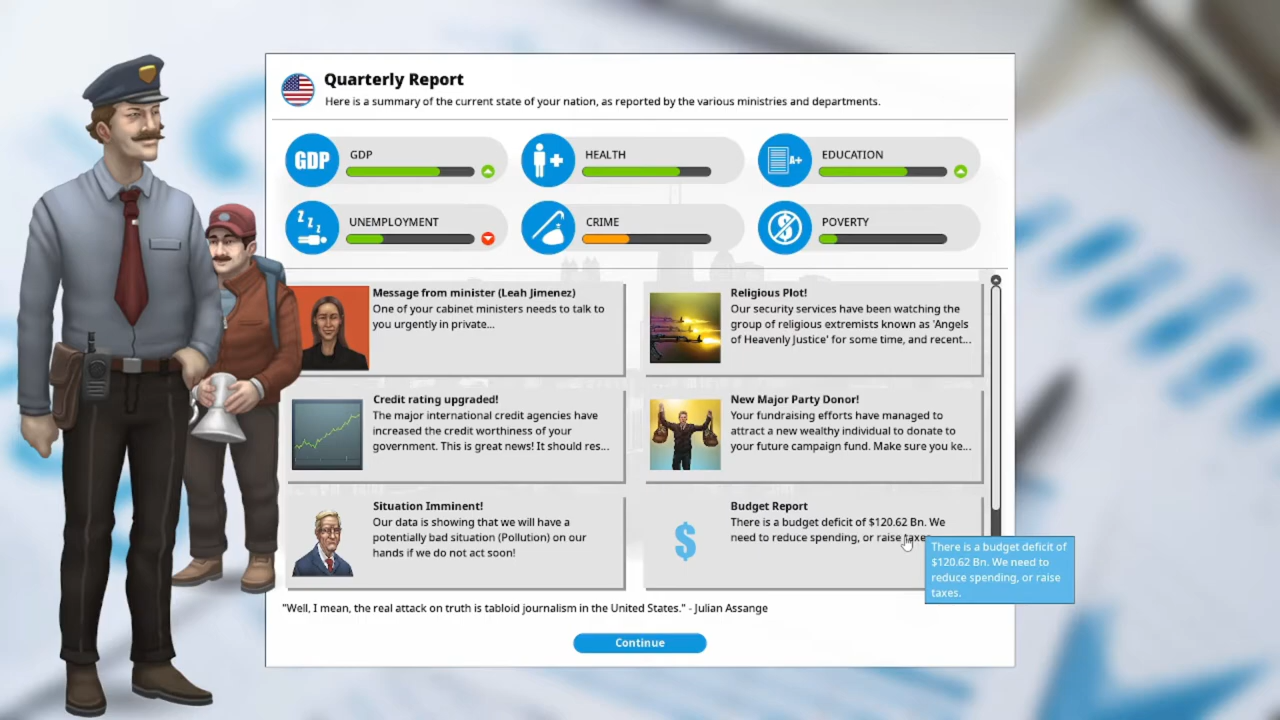 Quarterly Report
Here is a summary of the current state of your nation, as reported by the various ministries and departments.
GDP
GDP
HEALTH
A+
EDUCATION
Z Z Z
UNEMPLOYMENT
CRIME
$
POVERTY
Message from minister (Leah Jimenez)
One of your cabinet ministers needs to talk to
you urgently in private...
Religious Plot!
Our security services have been watching the
group of religious extremists known as 'Angels
of Heavenly Justice' for some time, and recent...
Credit rating upgraded!
The major international credit agencies have
increased the credit worthiness of your
government. This is great news! It should res...
New Major Party Donor!
Your fundraising efforts have managed to
attract a new wealthy individual to donate to
your future campaign fund. Make sure you ke...
Situation Imminent!
Our data is showing that we will have a
potentially bad situation (Pollution) on our
hands if we do not act soon!
$
Budget Report
There is a budget deficit of $120.62 Bn. We
need to reduce spending, or raise taxes.
There is a budget deficit of
$120.62 Bn. We need to
reduce spending, or raise
taxes.
"Well, I mean, the real attack on truth is tabloid journalism in the United States." - Julian Assange
Continue